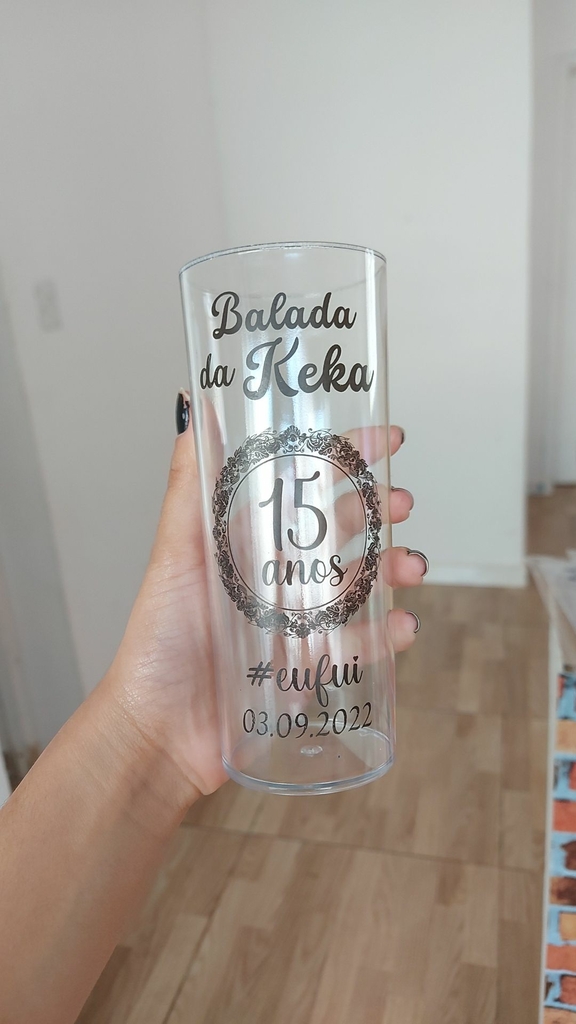 Balada
da Keka
15
anos
#eufui
03.09.2022